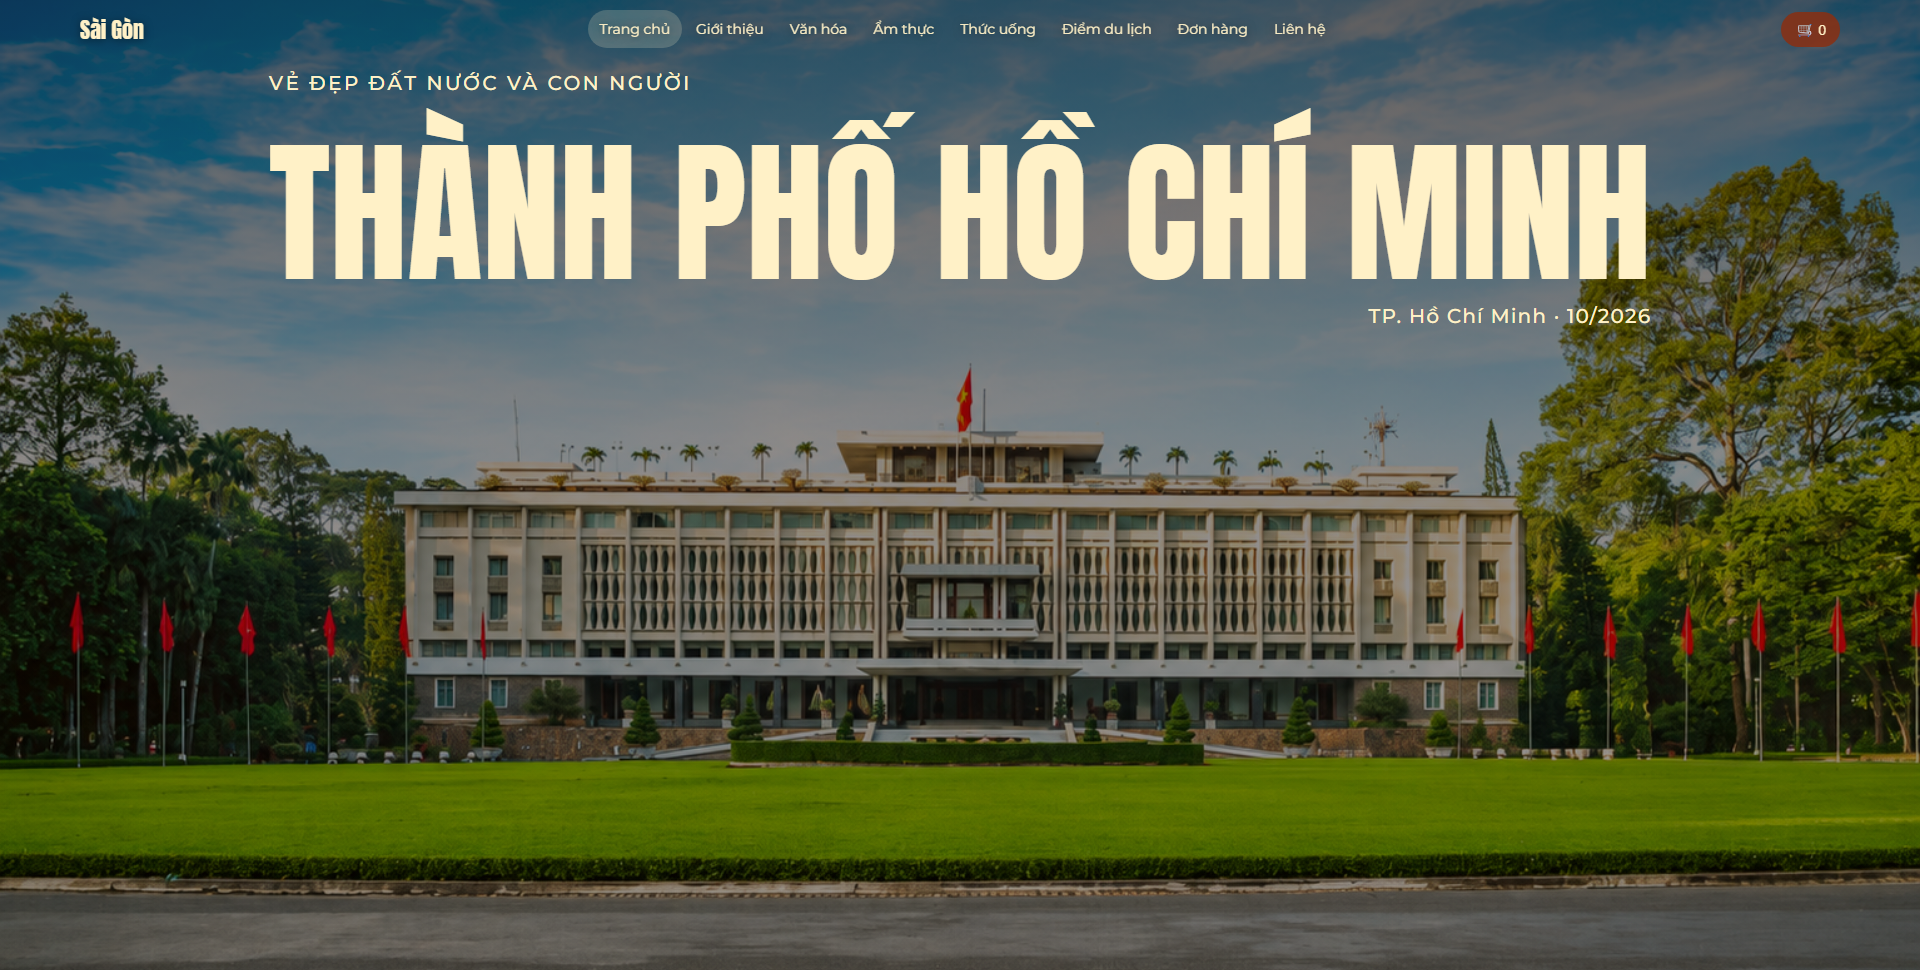 Sài Gòn
Trang chủ
Giới thiệu
Văn hóa
Ẩm thực
Thức uống
Điểm du lịch
Đơn hàng
Liên hệ
0
VẺ ĐẸP ĐẤT NƯỚC VÀ CON NGƯỜI
THÀNH PHỐ HỒ CHÍ MINH
TP. Hồ Chí Minh · 10/2026